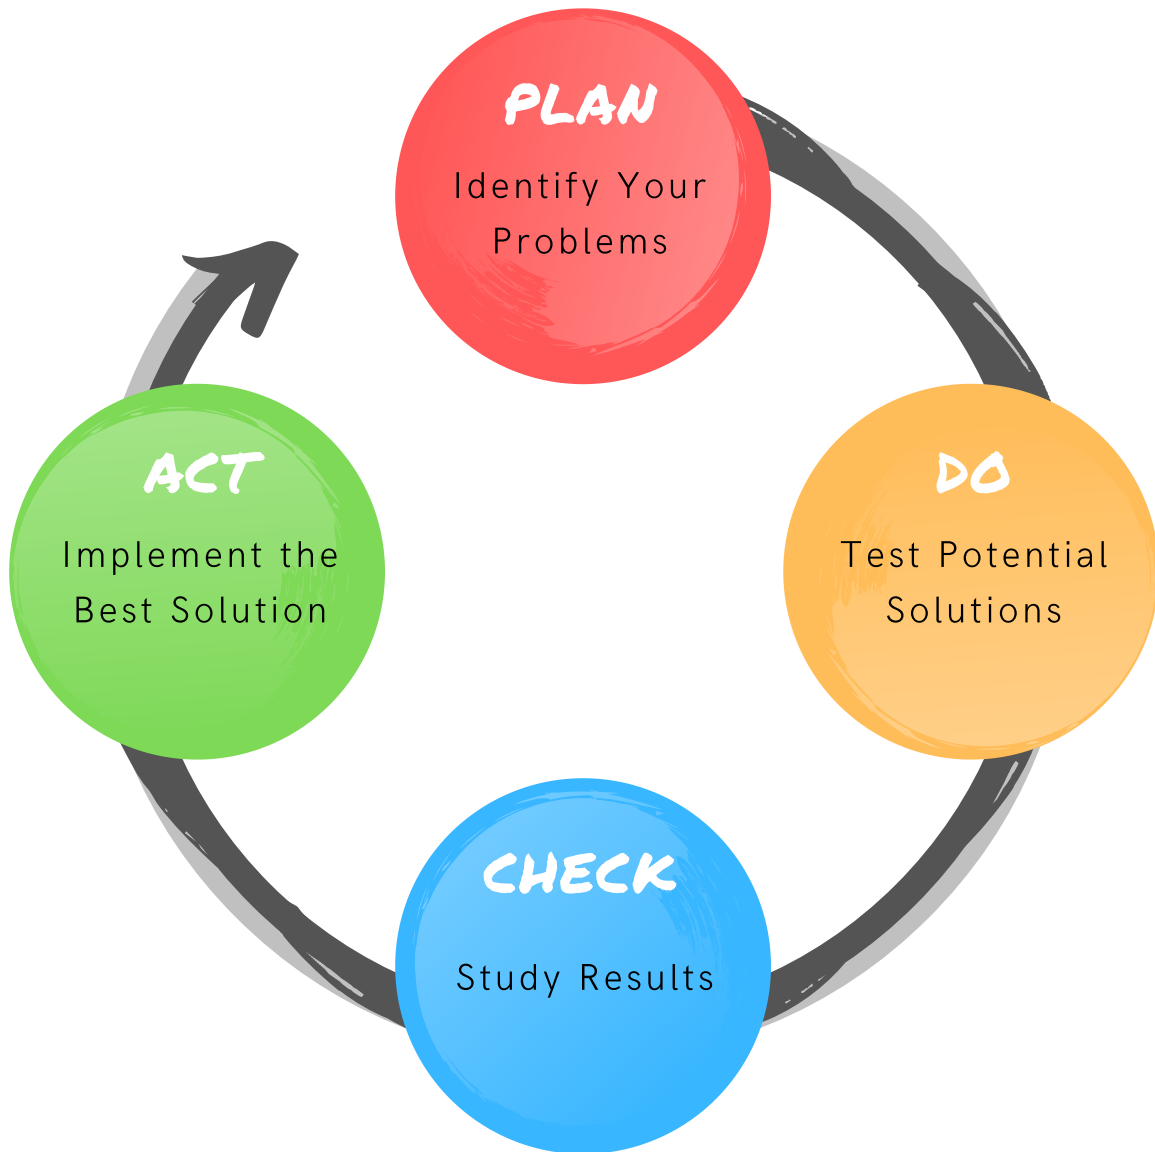 PLAN
Identify Your
Problems
DO
Test Potential
Solutions
CHECK
Study Results
ACT
Implement the
Best Solution